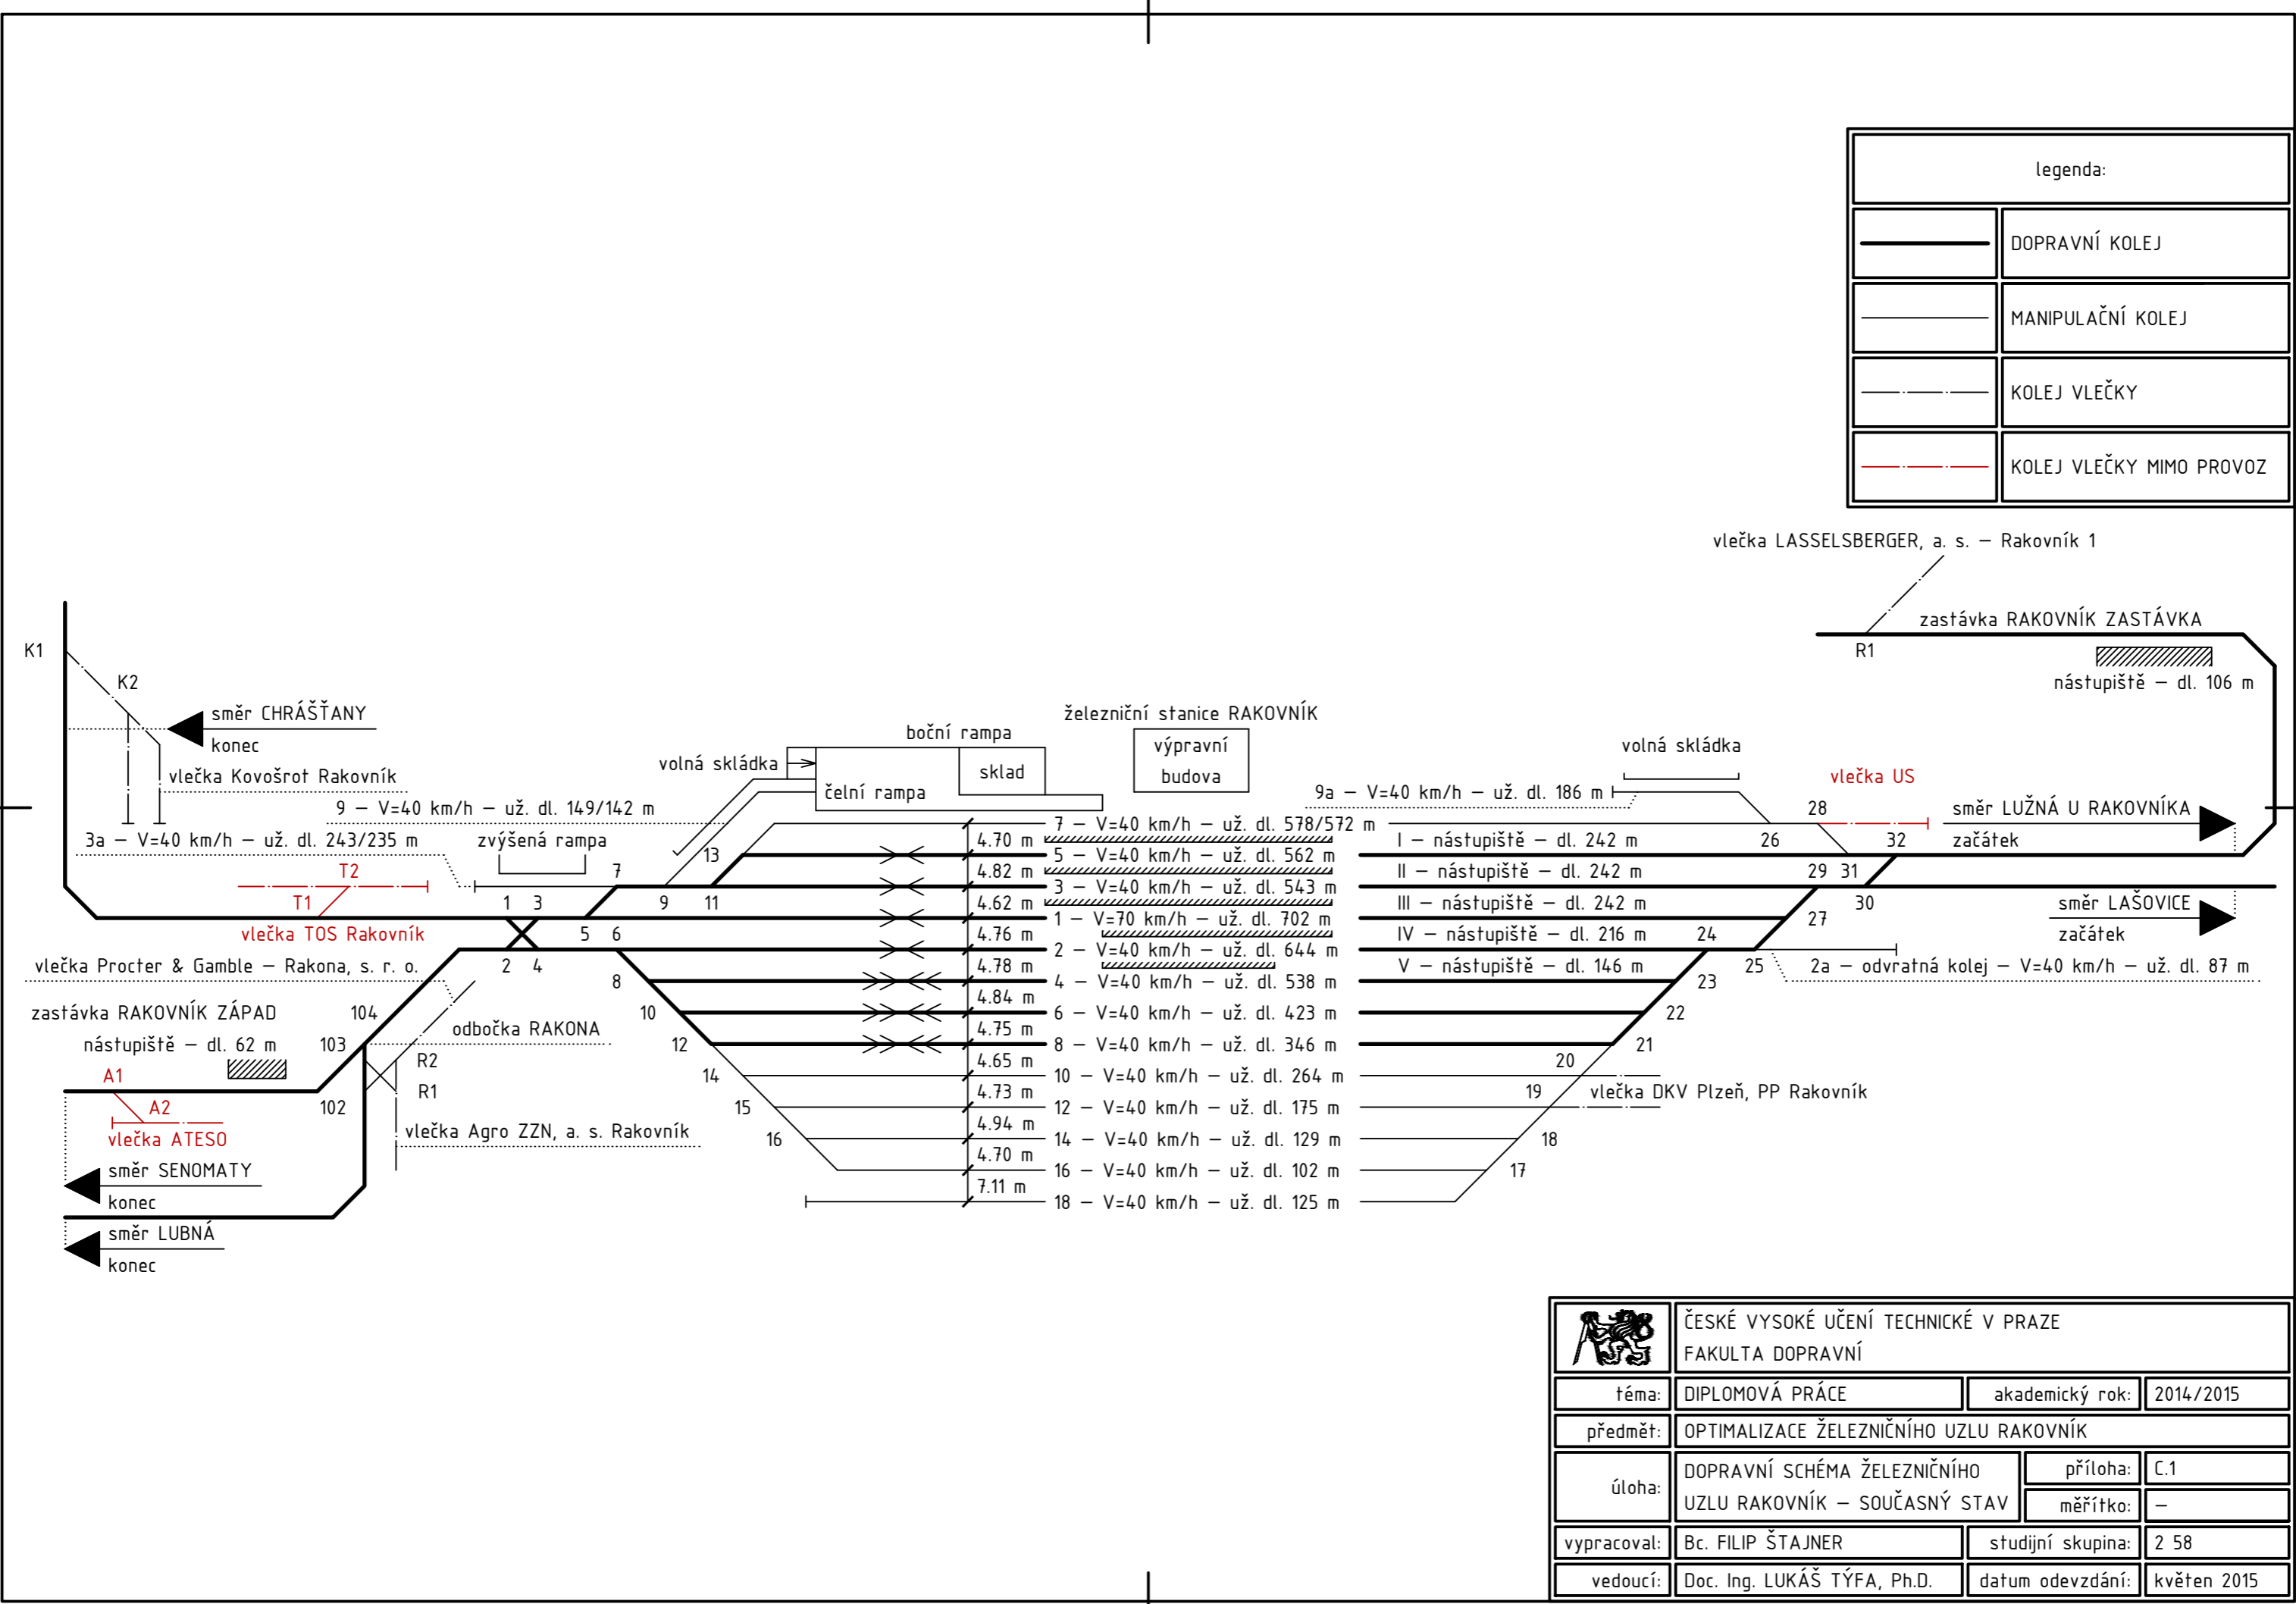 legenda:
DOPRAVNÍ KOLEJ
MANIPULAČNÍ KOLEJ
KOLEJ VLEČKY
KOLEJ VLEČKY MIMO PROVOZ
vlečka LASSELSBERGER, a. s. – Rakovník 1
zastávka RAKOVNÍK ZASTÁVKA
R1
nástupiště – dl. 106 m
K1
K2
směr CHRÁŠŤANY
konec
vlečka Kovošrot Rakovník
9 – V=40 km/h – už. dl. 149/142 m
3a – V=40 km/h – už. dl. 243/235 m
zvýšená rampa
T2
T1
vlečka TOS Rakovník
vlečka Procter & Gamble – Rakona, s. r. o.
zastávka RAKOVNÍK ZÁPAD
nástupiště – dl. 62 m
104
103
102
odbočka RAKONA
R2
R1
A1
A2
vlečka ATESO
vlečka Agro ZZN, a. s. Rakovník
směr SENOMATY
konec
směr LUBNÁ
konec
1
3
2
4
5
6
7
8
9
10
11
12
13
14
15
16
volná skládka
boční rampa
sklad
čelní rampa
železniční stanice RAKOVNÍK
výpravní
budova
volná skládka
vlečka US
9a – V=40 km/h – už. dl. 186 m
7 – V=40 km/h – už. dl. 578/572 m
4.70 m
I – nástupiště – dl. 242 m
5 – V=40 km/h – už. dl. 562 m
4.82 m
II – nástupiště – dl. 242 m
3 – V=40 km/h – už. dl. 543 m
4.62 m
III – nástupiště – dl. 242 m
1 – V=70 km/h – už. dl. 702 m
4.76 m
IV – nástupiště – dl. 216 m
2 – V=40 km/h – už. dl. 644 m
4.78 m
V – nástupiště – dl. 146 m
4 – V=40 km/h – už. dl. 538 m
4.84 m
6 – V=40 km/h – už. dl. 423 m
4.75 m
8 – V=40 km/h – už. dl. 346 m
4.65 m
10 – V=40 km/h – už. dl. 264 m
4.73 m
12 – V=40 km/h – už. dl. 175 m
4.94 m
14 – V=40 km/h – už. dl. 129 m
4.70 m
16 – V=40 km/h – už. dl. 102 m
7.11 m
18 – V=40 km/h – už. dl. 125 m
28
26
32
29
31
30
27
24
25
23
22
21
20
19
18
17
směr LUŽNÁ U RAKOVNÍKA
začátek
směr LAŠOVICE
začátek
2a – odvratná kolej – V=40 km/h – už. dl. 87 m
vlečka DKV Plzeň, PP Rakovník
ČESKÉ VYSOKÉ UČENÍ TECHNICKÉ V PRAZE
FAKULTA DOPRAVNÍ
téma: DIPLOMOVÁ PRÁCE akademický rok: 2014/2015
předmět: OPTIMALIZACE ŽELEZNIČNÍHO UZLU RAKOVNÍK
úloha: DOPRAVNÍ SCHÉMA ŽELEZNIČNÍHO
UZLU RAKOVNÍK – SOUČASNÝ STAV
příloha: C.1
měřítko: –
vypracoval: Bc. FILIP ŠTAJNER studijní skupina: 2 58
vedoucí: Doc. Ing. LUKÁŠ TÝFA, Ph.D. datum odevzdání: květen 2015